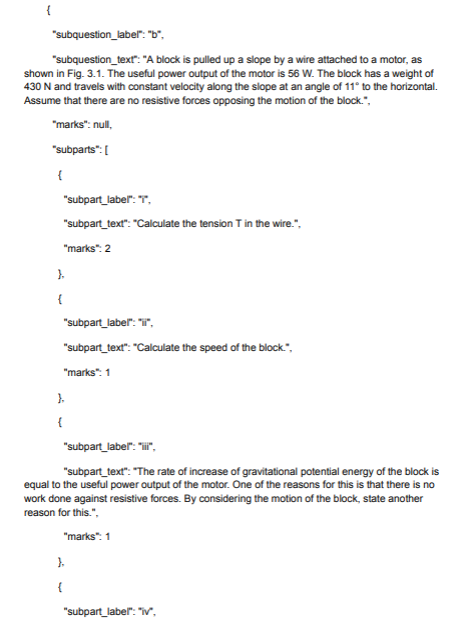 {
"subquestion_label": "b",
"subquestion_text": "A block is pulled up a slope by a wire attached to a motor, as
shown in Fig. 3.1. The useful power output of the motor is 56 W. The block has a weight of
430 N and travels with constant velocity along the slope at an angle of 11° to the horizontal.
Assume that there are no resistive forces opposing the motion of the block.",
"marks": null,
"subparts": [
{
"subpart_label": "i",
"subpart_text": "Calculate the tension T in the wire.",
"marks": 2
},
{
"subpart_label": "ii",
"subpart_text": "Calculate the speed of the block.",
"marks": 1
},
{
"subpart_label": "iii",
"subpart_text": "The rate of increase of gravitational potential energy of the block is
equal to the useful power output of the motor. One of the reasons for this is that there is no
work done against resistive forces. By considering the motion of the block, state another
reason for this.",
"marks": 1
},
{
"subpart_label": "iv",